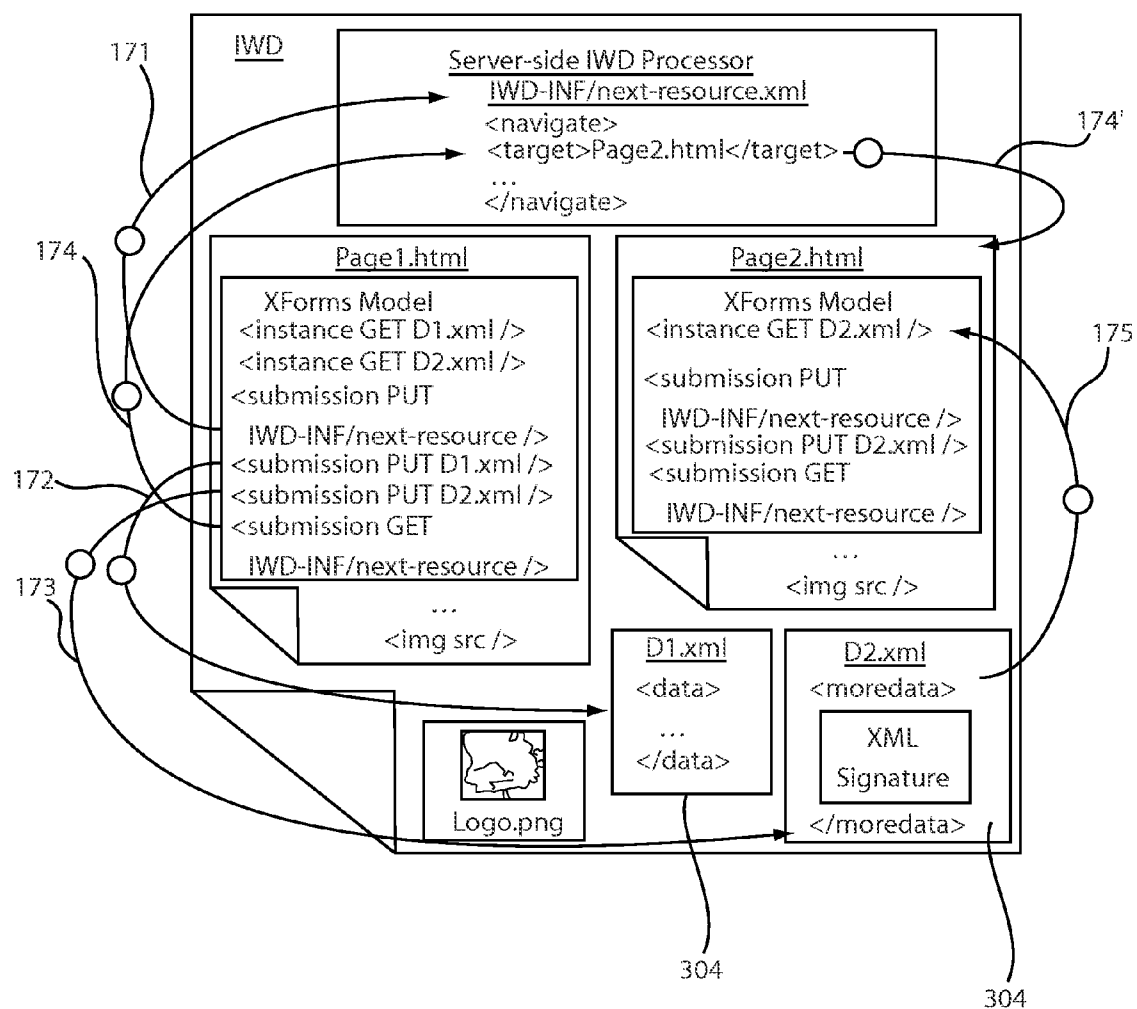 IWD
Server-side IWD Processor
IWD-INF/next-resource.xml
<navigate>
<target>Page2.html</target>
...
</navigate>
171
174'
174
Page1.html
XForms Model
<instance GET D1.xml />
<instance GET D2.xml />
<submission PUT
IWD-INF/next-resource />
<submission PUT D1.xml />
<submission PUT D2.xml />
<submission GET
IWD-INF/next-resource />
...
<img src />
Page2.html
XForms Model
<instance GET D2.xml />
<submission PUT
IWD-INF/next-resource />
<submission PUT D2.xml />
<submission GET
IWD-INF/next-resource />
...
<img src />
175
172
173
D1.xml
<data>
...
</data>
D2.xml
<moredata>
XML
Signature
</moredata>
Logo.png
304
304